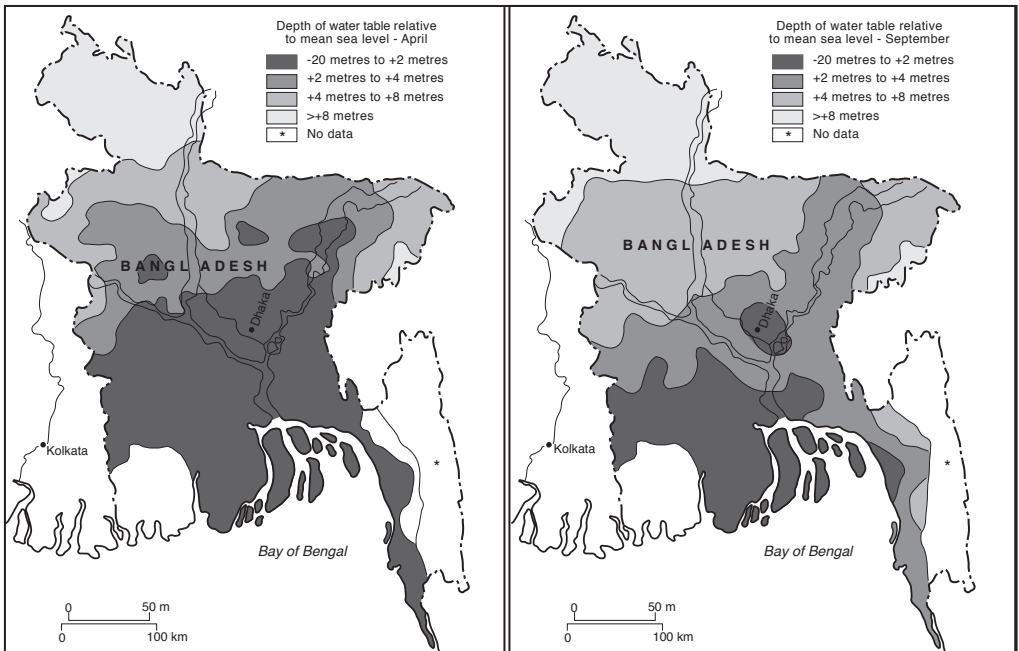 Depth of water table relative
to mean sea level - April
-20 metres to +2 metres
+2 metres to +4 metres
+4 metres to +8 metres
>+8 metres
* No data
BANGLADESH
Dhaka
Kolkata
*
Bay of Bengal
0 50 m
0 100 km
Depth of water table relative
to mean sea level - September
-20 metres to +2 metres
+2 metres to +4 metres
+4 metres to +8 metres
>+8 metres
* No data
BANGLADESH
Dhaka
Kolkata
*
Bay of Bengal
0 50 m
0 100 km